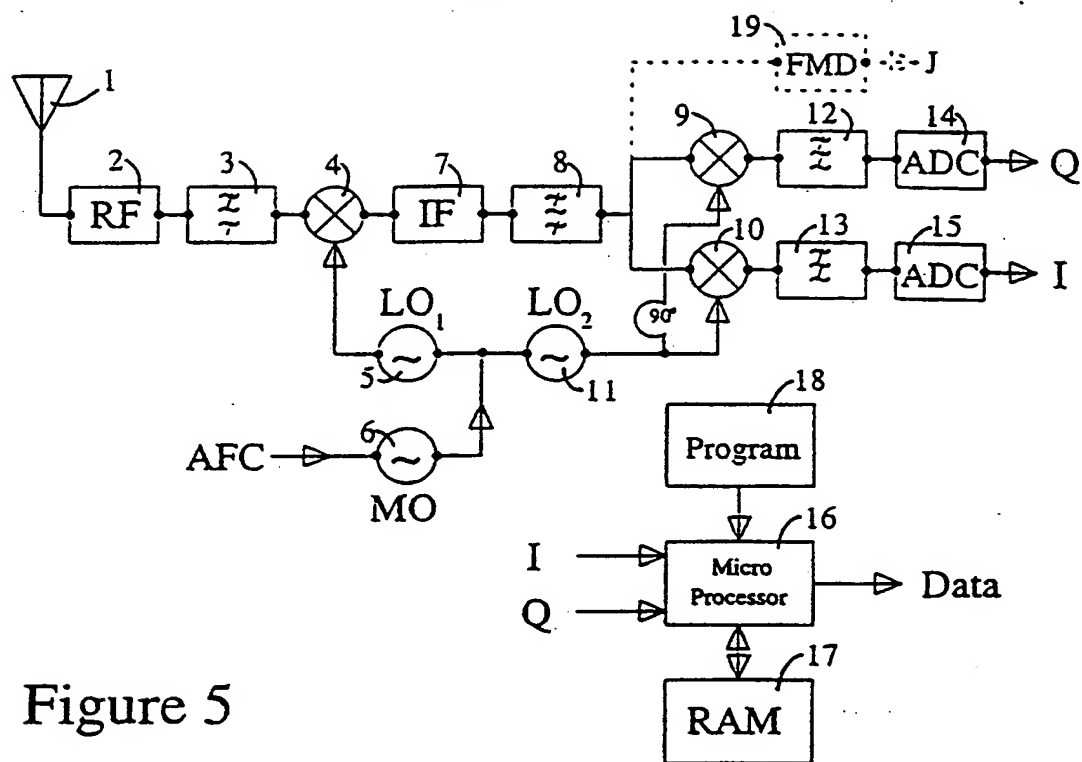 19
FMD
J
1
2
RF
3
4
7
IF
8
9
12
14
ADC
Q
10
13
15
ADC
I
LO1
LO2
90°
5
11
AFC
6
MO
18
Program
16
I
Q
Micro
Processor
Data
17
RAM
Figure 5